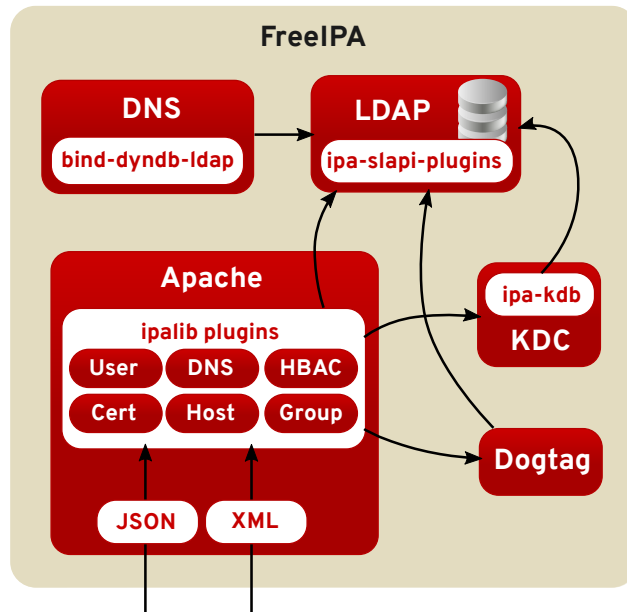 FreeIPA
DNS
bind-dyndb-ldap
LDAP
ipa-slapi-plugins
Apache
ipalib plugins
User
DNS
HBAC
Cert
Host
Group
JSON
XML
ipa-kdb
KDC
Dogtag